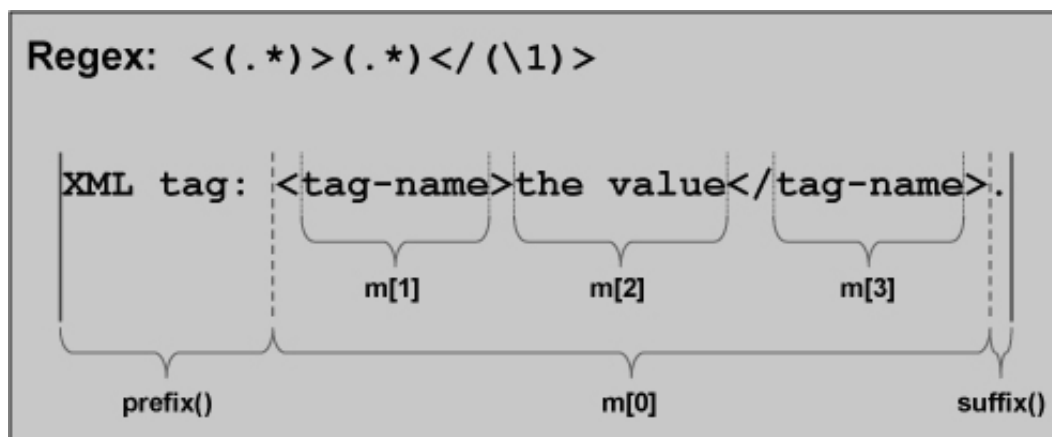 Regex: <(.*)>(.*)</(\1)>
XML tag: <tag-name>the value</tag-name>.
m[1] m[2] m[3]
prefix() m[0] suffix()